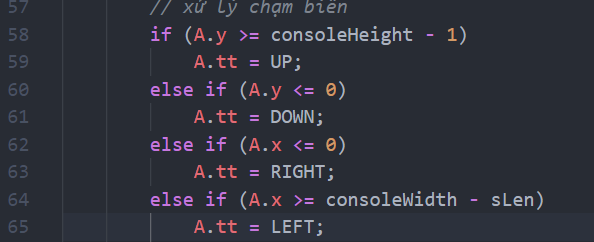 57 // xử lý chạm biên
58 if (A.y >= consoleHeight - 1)
59 A.tt = UP;
60 else if (A.y <= 0)
61 A.tt = DOWN;
62 else if (A.x <= 0)
63 A.tt = RIGHT;
64 else if (A.x >= consoleWidth - sLen)
65 A.tt = LEFT;